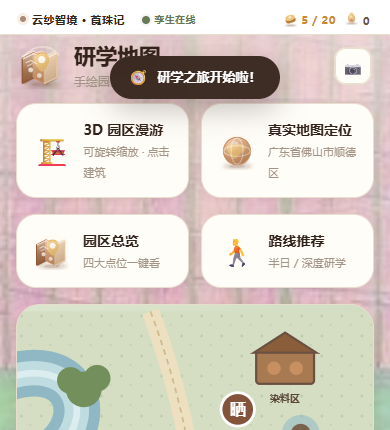 云纱智境·首珠记
孪生在线
5 / 20
0
研学地图
手绘园
研学之旅开始啦!
3D 园区漫游
可旋转缩放 · 点击
建筑
真实地图定位
广东省佛山市顺德
区
园区总览
四大点位一键看
路线推荐
半日 / 深度研学
染料区
晒